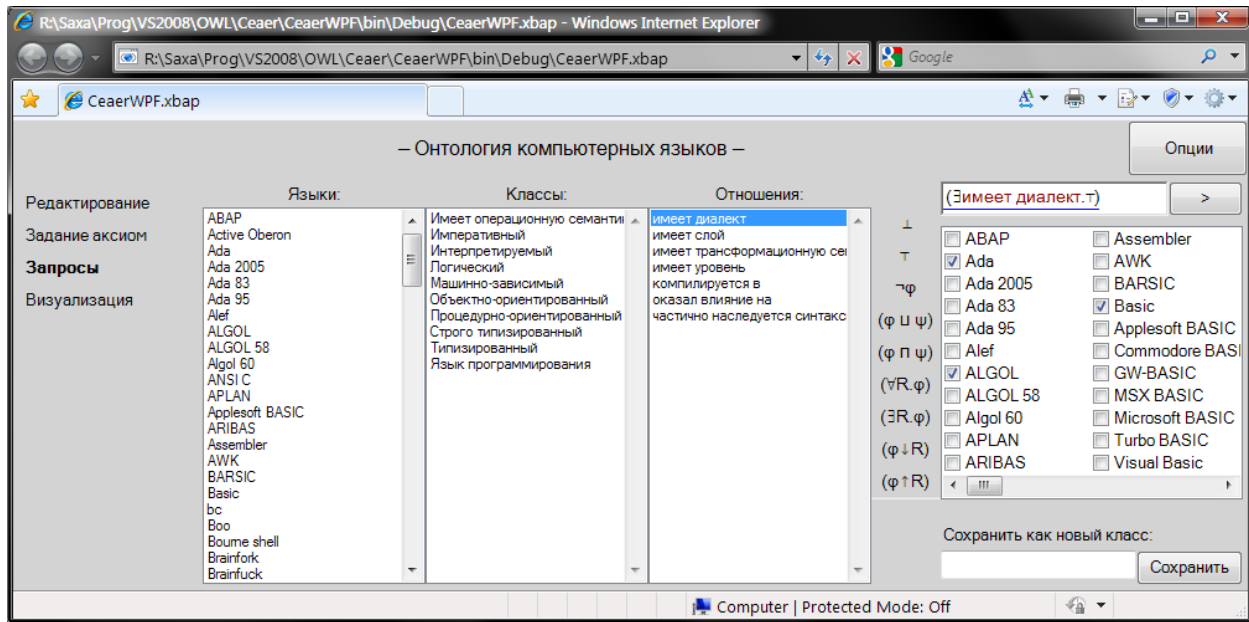 R:\Saxa\Prog\VS2008\OWL\Ceaer\CeaerWPF\bin\Debug\CeaerWPF.xbap - Windows Internet Explorer
R:\Saxa\Prog\VS2008\OWL\Ceaer\CeaerWPF\bin\Debug\CeaerWPF.xbap
Google
CeaerWPF.xbap
– Онтология компьютерных языков –
Опции
Редактирование
Задание аксиом
Запросы
Визуализация
Языки:
ABAP
Active Oberon
Ada
Ada 2005
Ada 83
Ada 95
Alef
ALGOL
ALGOL 58
Algol 60
ANSI C
APLAN
Applesoft BASIC
ARIBAS
Assembler
AWK
BARSIC
Basic
bc
Boo
Bourne shell
Brainfork
Brainfuck
Классы:
Имеет операционную семанти
Императивный
Интерпретируемый
Логический
Машинно-зависимый
Объектно-ориентированный
Процедурно-ориентированный
Строго типизированный
Типизированный
Язык программирования
Отношения:
имеет диалект
имеет слой
имеет трансформационную сем
имеет уровень
компилируется в
оказал влияние на
частично наследуется синтакс
⊥
⊤
¬φ
(φ ⊔ ψ)
(φ ⊓ ψ)
(∀R.φ)
(∃R.φ)
(φ↓R)
(φ↑R)
(∃имеет диалект.⊤)
>
ABAP
Ada
Ada 2005
Ada 83
Ada 95
Alef
ALGOL
ALGOL 58
Algol 60
APLAN
ARIBAS
Assembler
AWK
BARSIC
Basic
Applesoft BASIC
Commodore BASI
GW-BASIC
MSX BASIC
Microsoft BASIC
Turbo BASIC
Visual Basic
Сохранить как новый класс:
Сохранить
Computer | Protected Mode: Off